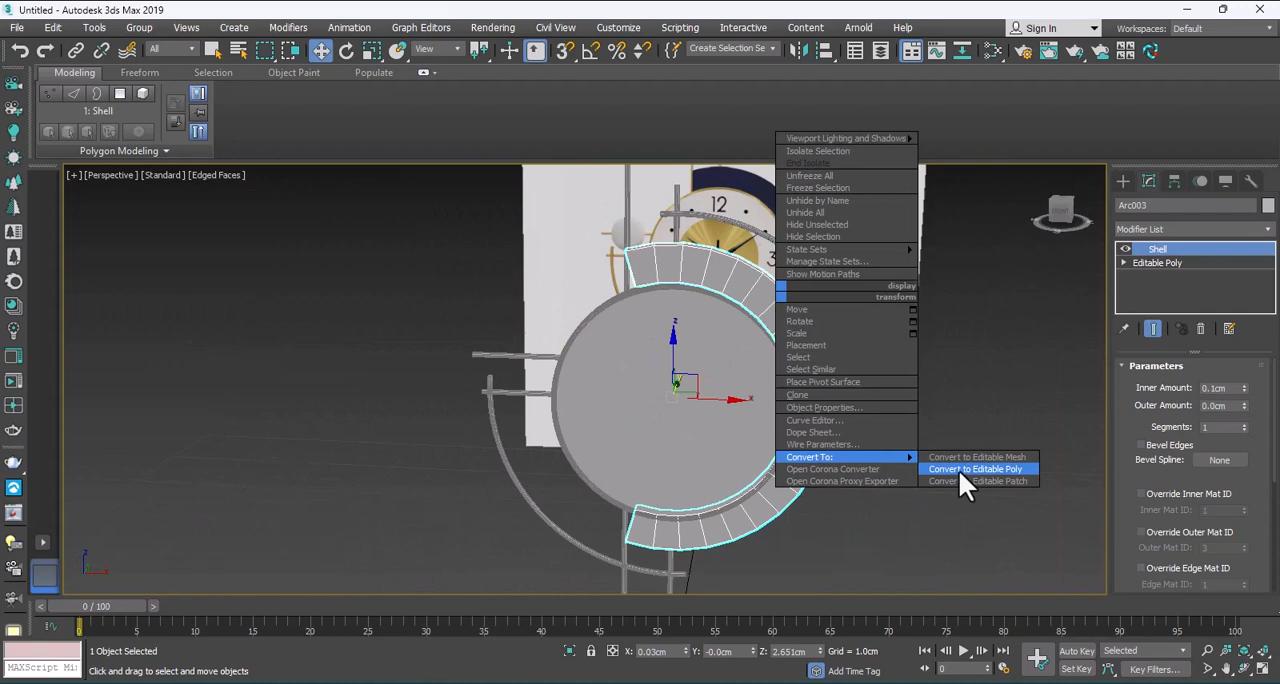 Untitled - Autodesk 3ds Max 2019
File Edit Tools Group Views Create Modifiers Animation Graph Editors Rendering Civil View Customize Scripting Interactive Content Arnold Help
Sign In Workspaces: Default
All View Create Selection Se
Modeling Freeform Selection Object Paint Populate
1: Shell
Polygon Modeling
[+] [Perspective] [Standard] [Edged Faces]
12
3
FRONT
Viewport Lighting and Shadows
Isolate Selection
End Isolate
Unfreeze All
Freeze Selection
Unhide by Name
Unhide All
Hide Unselected
Hide Selection
State Sets
Manage State Sets...
Show Motion Paths
display
transform
Move
Rotate
Scale
Placement
Select
Select Similar
Place Pivot Surface
Clone
Object Properties...
Curve Editor...
Dope Sheet...
Wire Parameters...
Convert To:
Open Corona Converter
Open Corona Proxy Exporter
Convert to Editable Mesh
Convert to Editable Poly
Editable Patch
Arc003
Modifier List
Shell
Editable Poly
Parameters
Inner Amount: 0.1cm
Outer Amount: 0.0cm
Segments: 1
Bevel Edges
Bevel Spline: None
Override Inner Mat ID
Inner Mat ID: 1
Override Outer Mat ID
Outer Mat ID: 3
Override Edge Mat ID
Edge Mat ID: 1
z
x
z
x
0 / 100
0 5 10 15 20 25 30 35 40 45 50 55 60 65 70 75 80 85 90 95 100
1 Object Selected
X: 0.03cm Y: -0.0cm Z: 2.651cm Grid = 1.0cm
Auto Key Selected
MAXScript Mi
Click and drag to select and move objects
Add Time Tag
0
Set Key Key Filters...